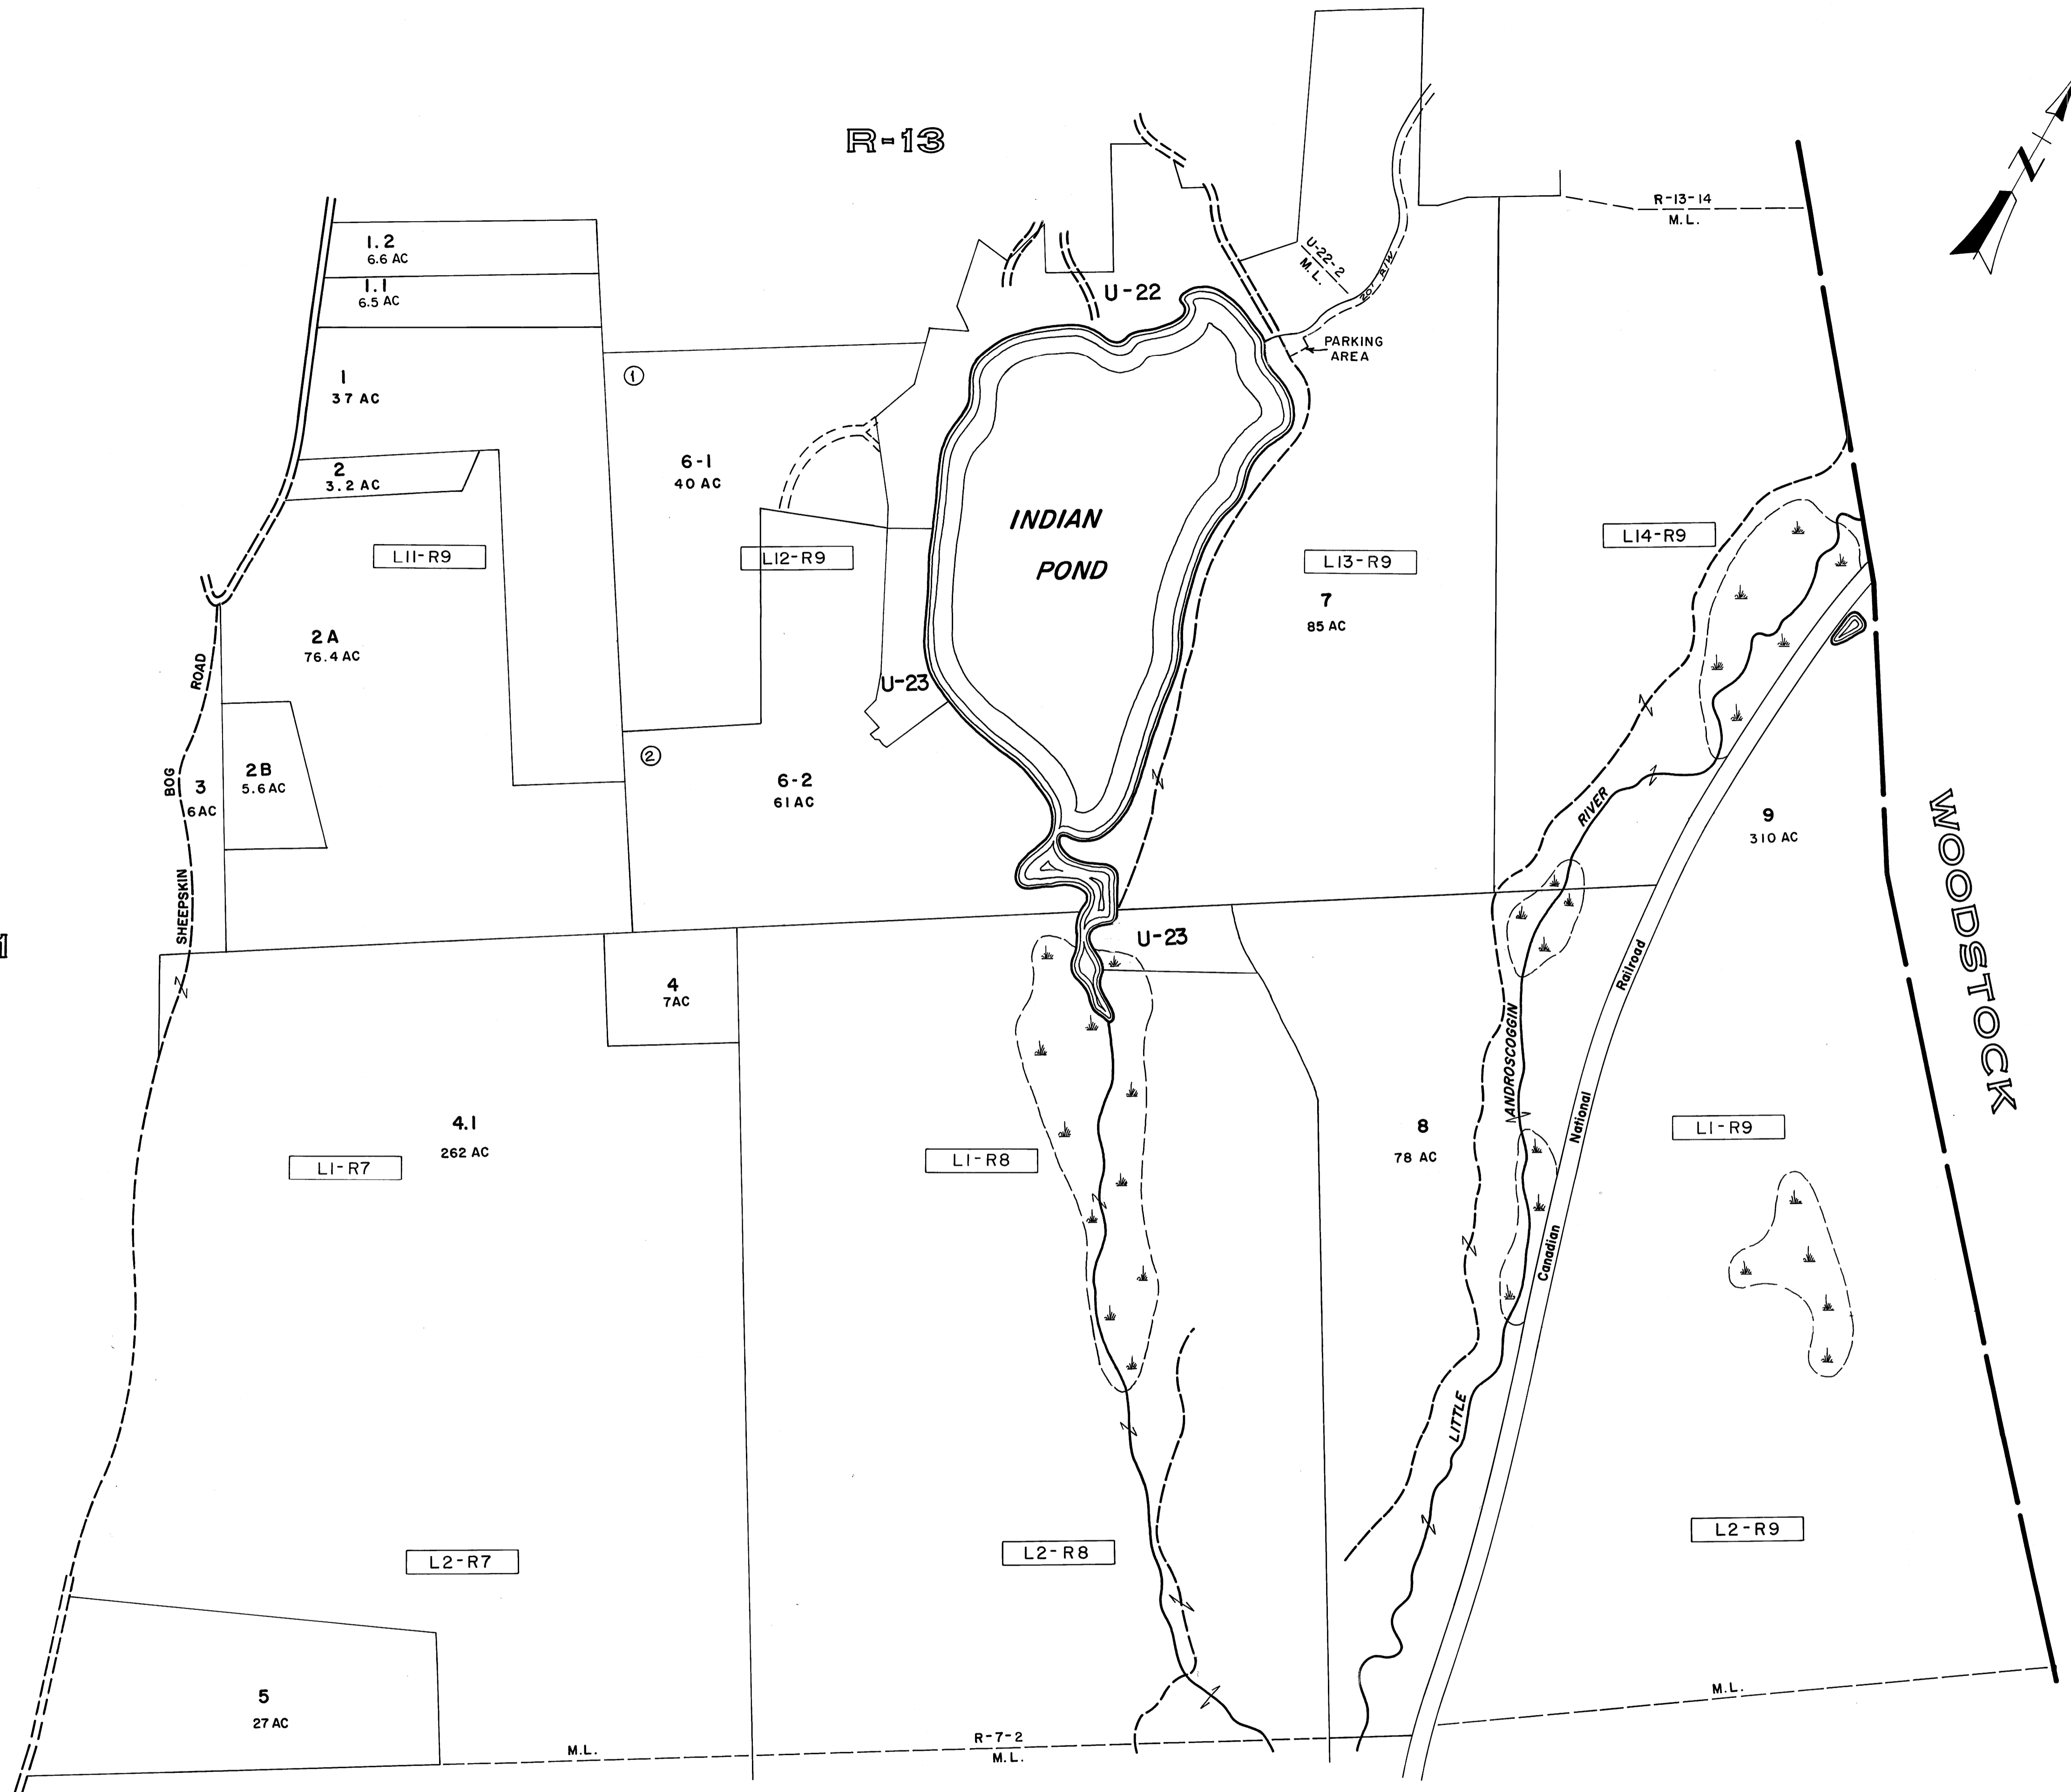 R-13
N
R-13-14
M.L.
1.2
6.6 AC
1.1
6.5 AC
U-22-2
M.L.
20' R/W
U-22
PARKING
AREA
1
37 AC
1
6-1
40 AC
2
3.2 AC
INDIAN
POND
L11-R9
L12-R9
L13-R9
L14-R9
7
85 AC
2A
76.4 AC
ROAD
U-23
2
BOG
3
6 AC
2B
5.6 AC
6-2
61 AC
RIVER
9
310 AC
WOODSTOCK
SHEEPSKIN
1
U-23
Railroad
4
7AC
ANDROSCOGGIN
4.1
262 AC
L1-R7
L1-R8
8
78 AC
National
L1-R9
Canadian
LITTLE
L2-R7
L2-R8
L2-R9
5
27 AC
M.L.
R-7-2
M.L.
M.L.